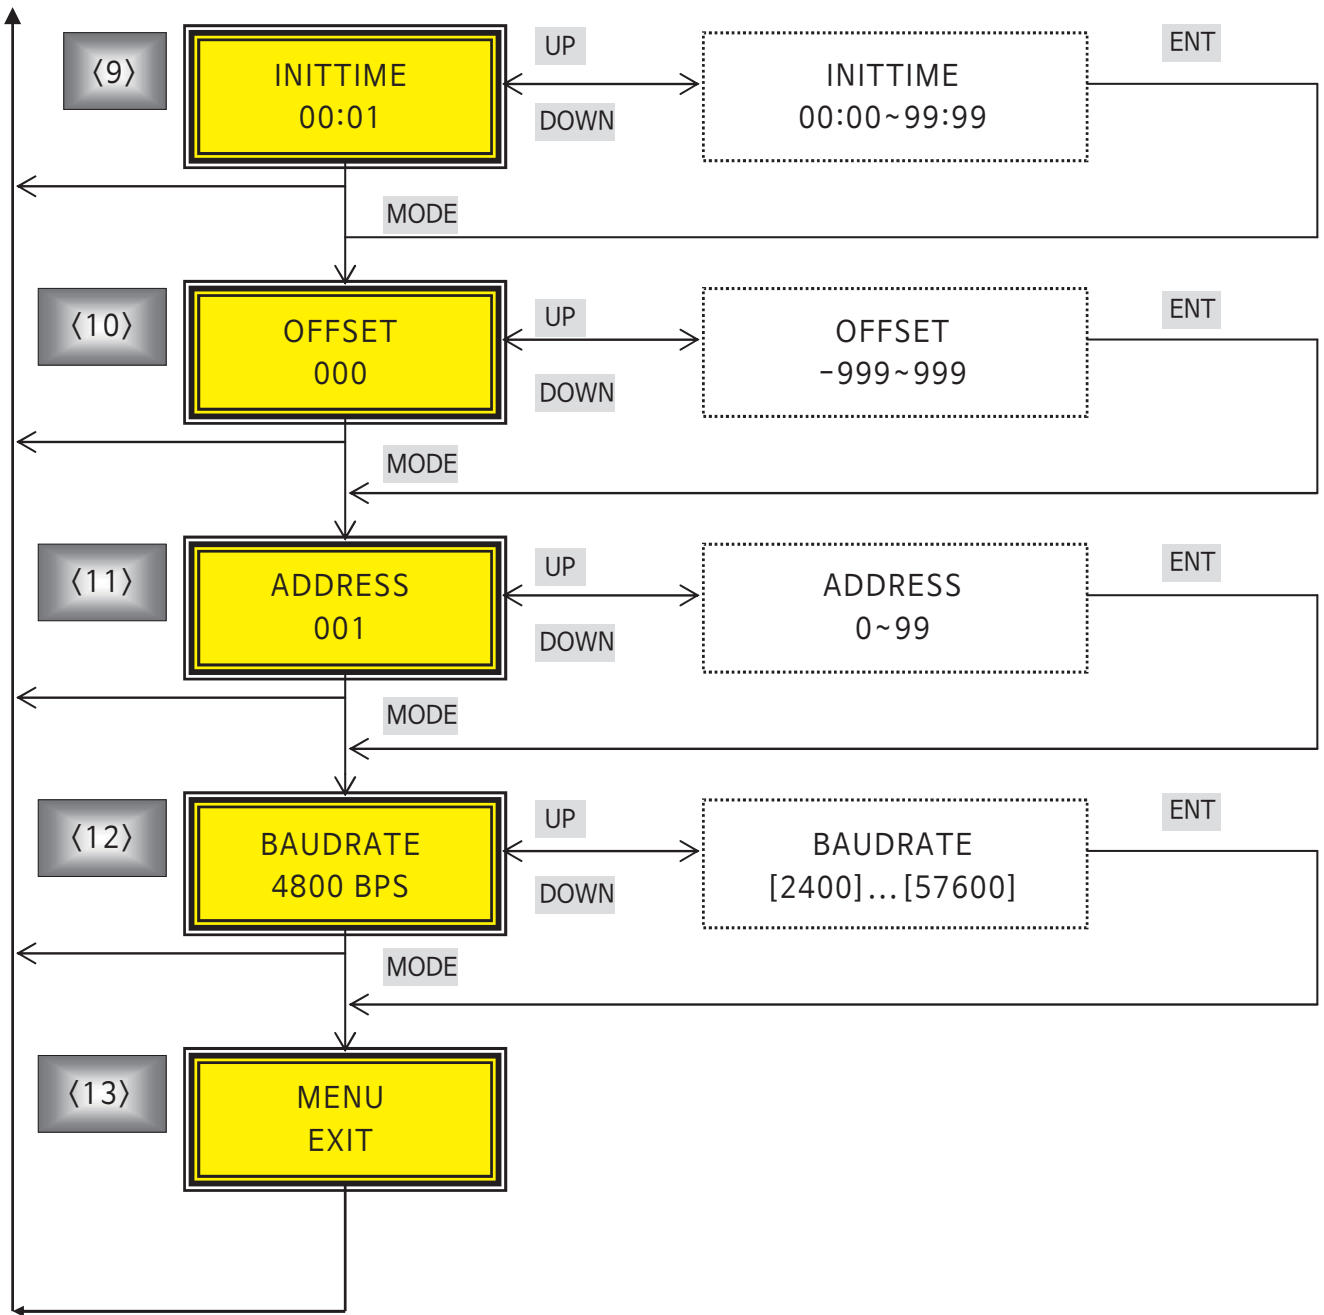 〈9〉
INITTIME
00:01
UP
DOWN
INITTIME
00:00~99:99
ENT
MODE
〈10〉
OFFSET
000
UP
DOWN
OFFSET
-999~999
ENT
MODE
〈11〉
ADDRESS
001
UP
DOWN
ADDRESS
0~99
ENT
MODE
〈12〉
BAUDRATE
4800 BPS
UP
DOWN
BAUDRATE
[2400]...[57600]
ENT
MODE
〈13〉
MENU
EXIT